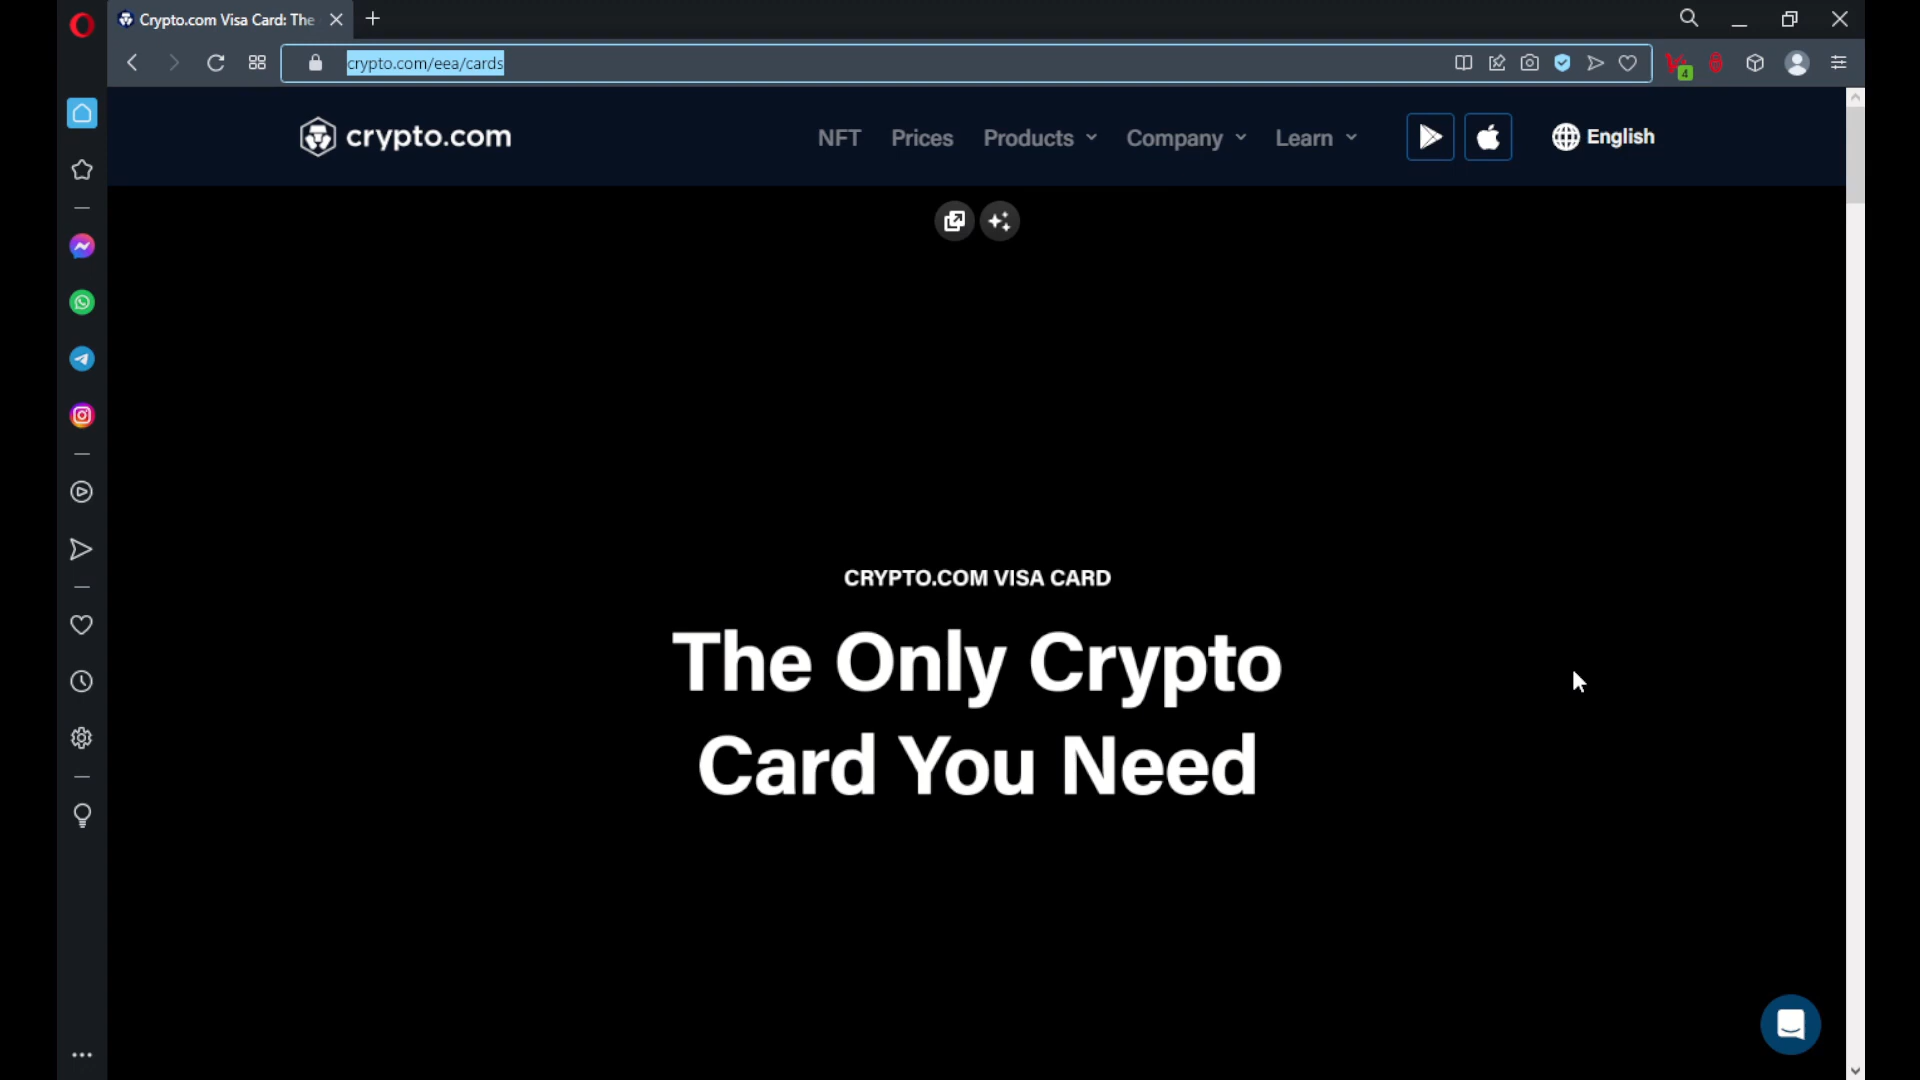 Crypto.com Visa Card: The
crypto.com/eea/cards
4
crypto.com
NFT
Prices
Products
Company
Learn
English
CRYPTO.COM VISA CARD
The Only Crypto
Card You Need